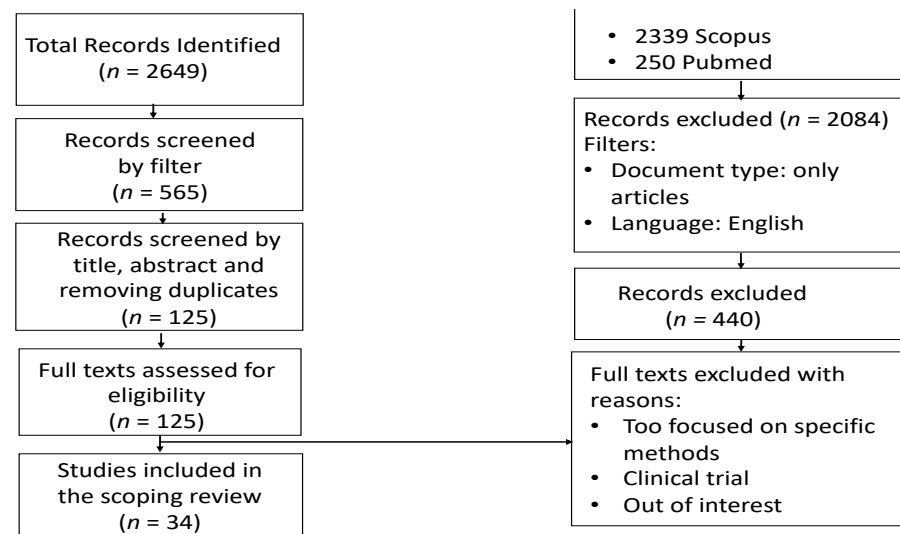 Total Records Identified
(n = 2649)
Records screened
by filter
(n = 565)
Records screened by
title, abstract and
removing duplicates
(n = 125)
Full texts assessed for
eligibility
(n = 125)
Studies included in
the scoping review
(n = 34)
• 2339 Scopus
• 250 Pubmed
Records excluded (n = 2084)
Filters:
• Document type: only
articles
• Language: English
Records excluded
(n = 440)
Full texts excluded with
reasons:
• Too focused on specific
methods
• Clinical trial
• Out of interest